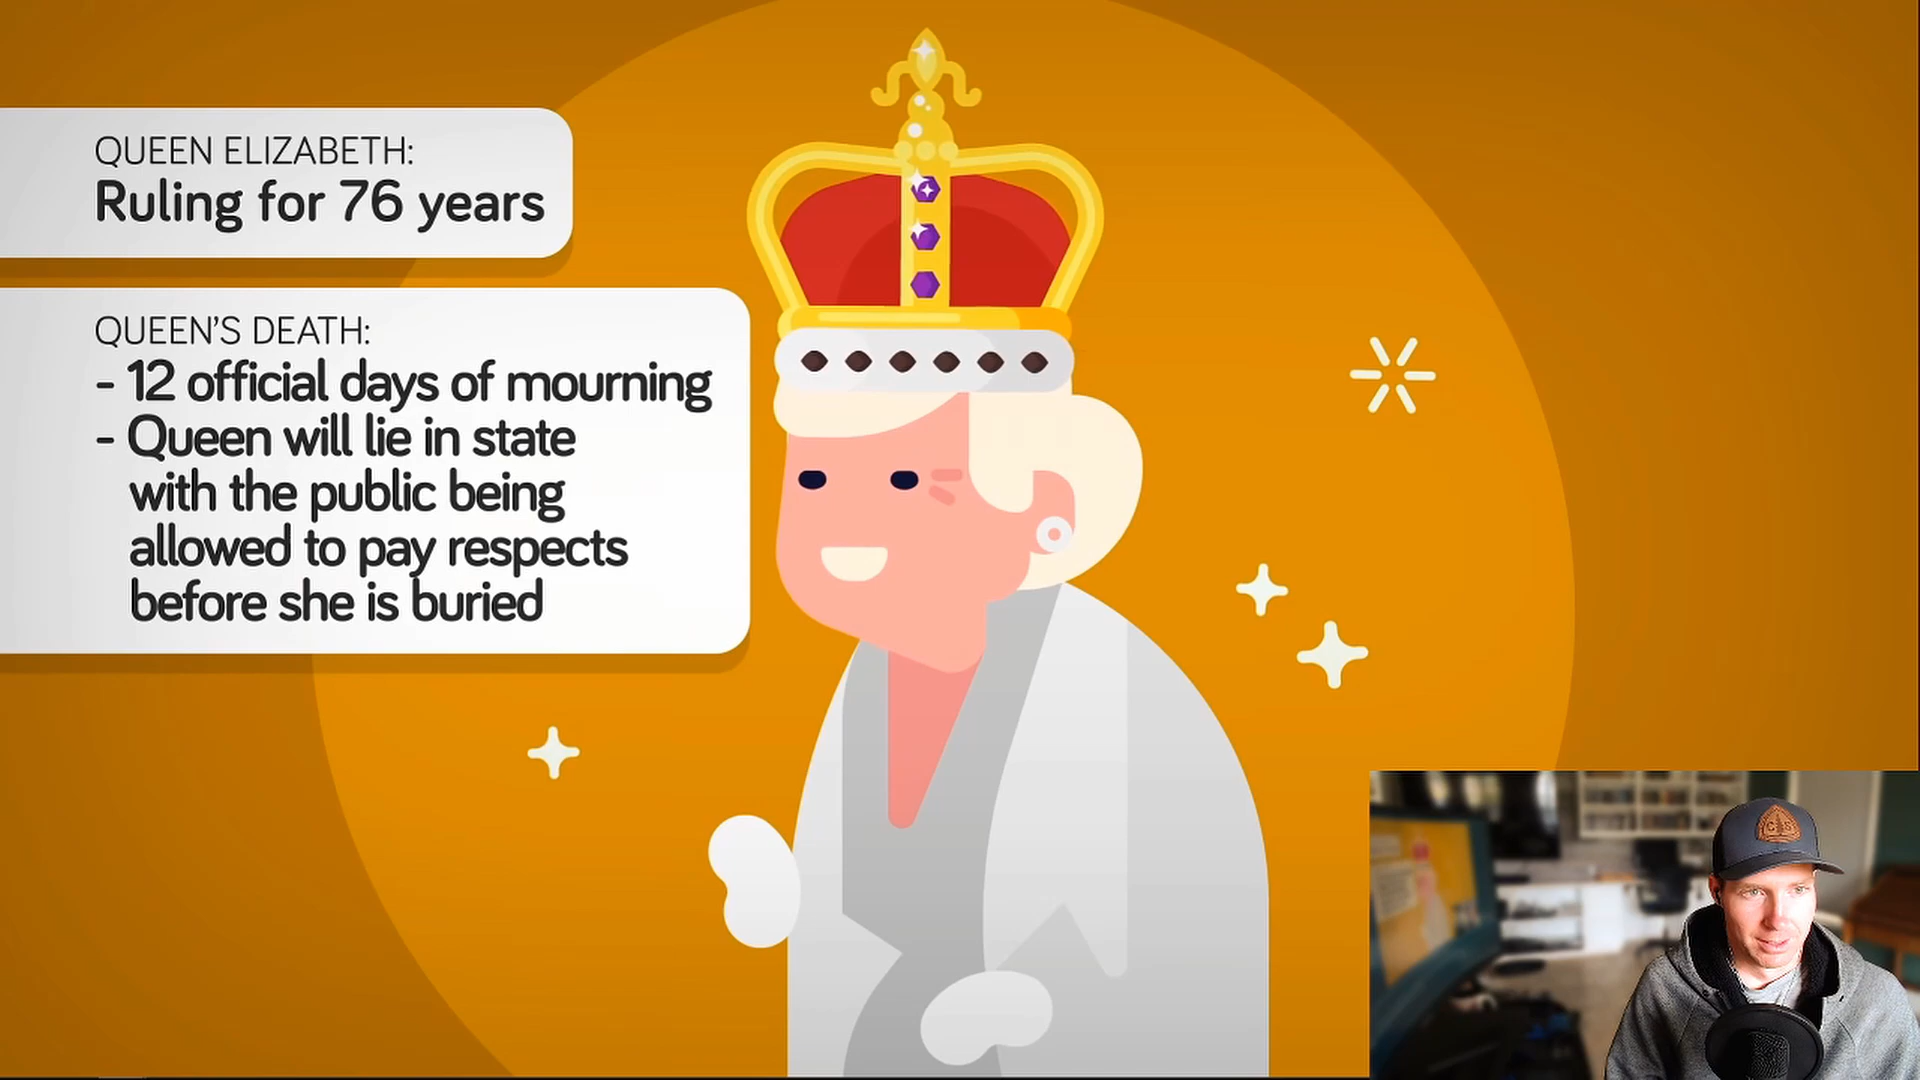 QUEEN ELIZABETH:
Ruling for 76 years
QUEEN'S DEATH:
- 12 official days of mourning
- Queen will lie in state
with the public being
allowed to pay respects
before she is buried
C S